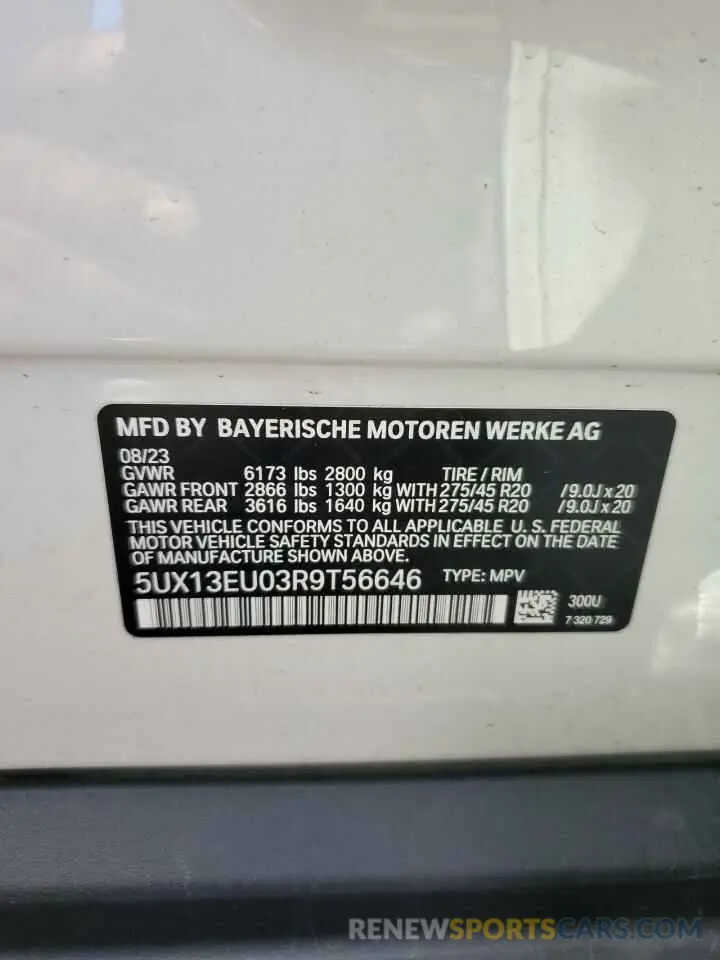 MFD BY BAYERISCHE MOTOREN WERKE AG
08/23
GVWR 6173 lbs 2800 kg TIRE / RIM
GAWR FRONT 2866 lbs 1300 kg WITH 275/45 R20 /9.0J x 20
GAWR REAR 3616 lbs 1640 kg WITH 275/45 R20 /9.0J x 20
THIS VEHICLE CONFORMS TO ALL APPLICABLE U. S. FEDERAL
MOTOR VEHICLE SAFETY STANDARDS IN EFFECT ON THE DATE
OF MANUFACTURE SHOWN ABOVE.
5UX13EU03R9T56646 TYPE: MPV
300U
7 320 729
RENEWSPORTSCARS.COM